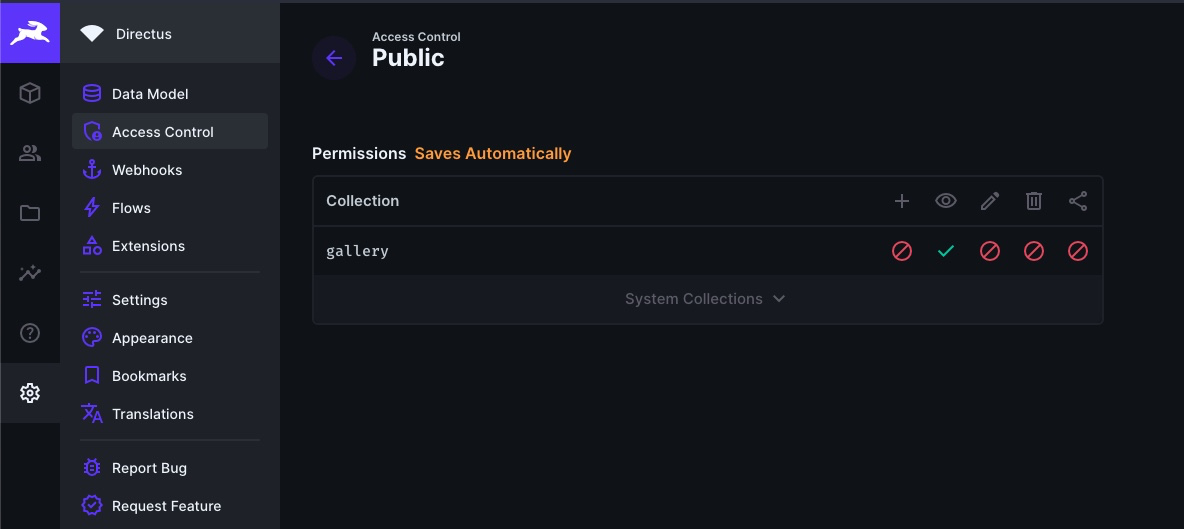 Directus
Data Model
Access Control
Webhooks
Flows
Extensions
Settings
Appearance
Bookmarks
Translations
Report Bug
Request Feature
Access Control
Public
Permissions Saves Automatically
Collection
gallery
System Collections